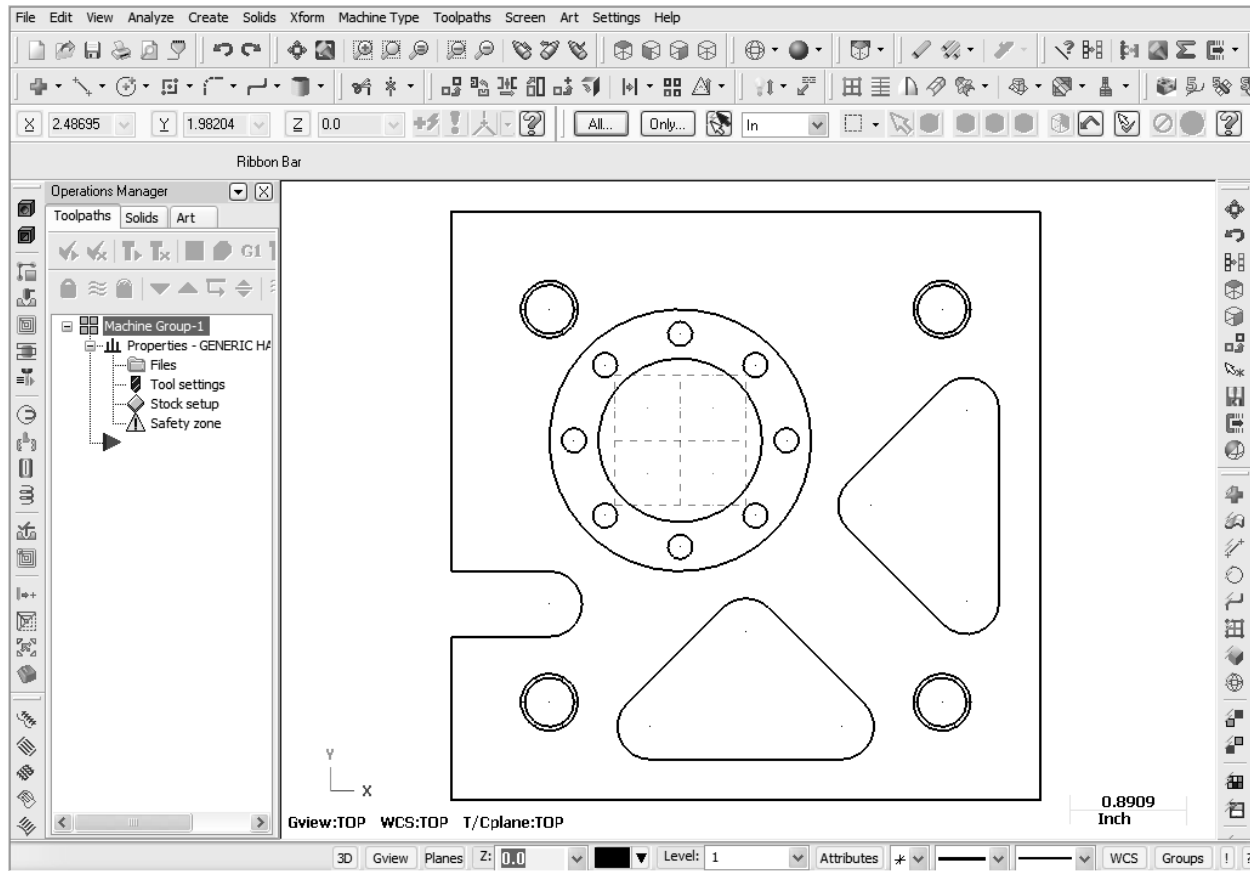 File Edit View Analyze Create Solids Xform Machine Type Toolpaths Screen Art Settings Help
X 2.48695 Y 1.98204 Z 0.0 All... Only... In
Ribbon Bar
Operations Manager
Toolpaths Solids Art
G1
Machine Group-1
Properties - GENERIC HA
Files
Tool settings
Stock setup
Safety zone
Y
X
0.8909
Inch
Gview:TOP WCS:TOP T/Cplane:TOP
3D Gview Planes Z: 0.0 Level: 1 Attributes WCS Groups ! ?